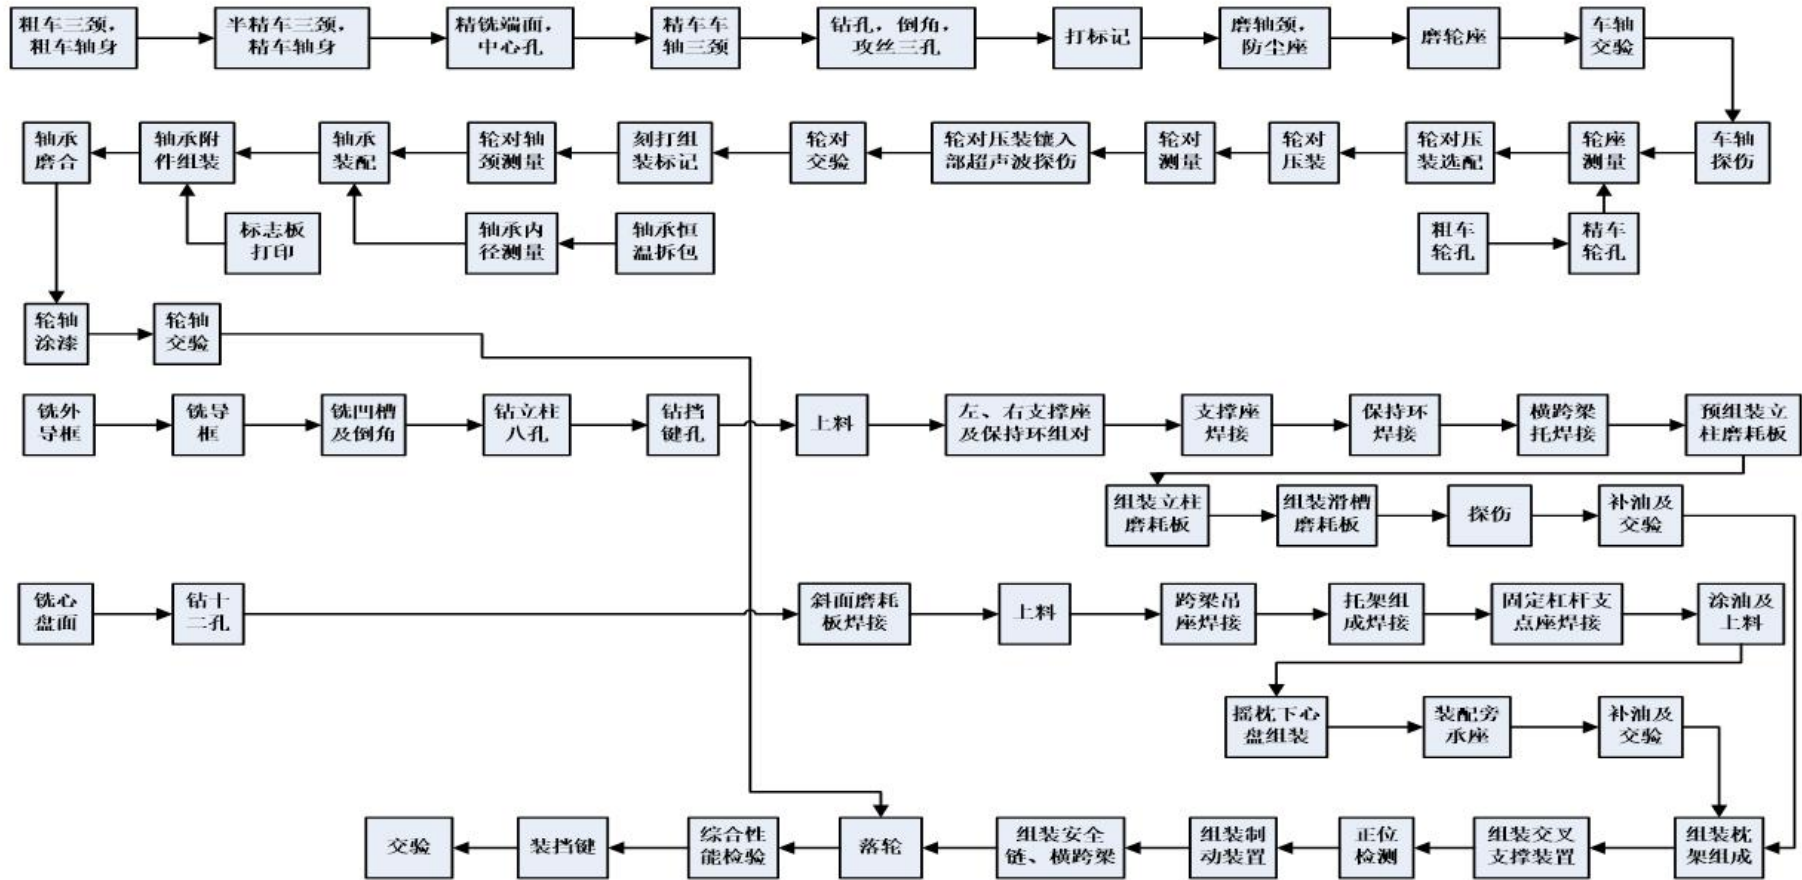 粗车三颈，
粗车轴身
半精车三颈，
精车轴身
精铣端面，
中心孔
精车车
轴三颈
钻孔，倒角，
攻丝三孔
打标记
磨轴颈，
防尘座
磨轮座
车轴
交验
轴承
磨合
轴承附
件组装
轴承
装配
轮对轴
颈测量
刻打组
装标记
轮对
交验
轮对压装镶入
部超声波探伤
轮对
测量
轮对
压装
轮对压
装选配
轮座
测量
车轴
探伤
标志板
打印
轴承内
径测量
轴承恒
温拆包
粗车
轮孔
精车
轮孔
轮轴
涂漆
轮轴
交验
铣外
导框
铣导
框
铣凹槽
及倒角
钻立柱
八孔
钻挡
键孔
上料
左、右支撑座
及保持环组对
支撑座
焊接
保持环
焊接
横跨梁
托焊接
预组装立
柱磨耗板
组装立柱
磨耗板
组装滑槽
磨耗板
探伤
补油及
交验
铣心
盘面
钻十
二孔
斜面磨耗
板焊接
上料
跨梁吊
座焊接
托架组
成焊接
固定杠杆支
点座焊接
涂油及
上料
摇枕下心
盘组装
装配旁
承座
补油及
交验
交验
装挡键
综合性
能检验
落轮
组装安全
链、横跨梁
组装制
动装置
正位
检测
组装交叉
支撑装置
组装枕
架组成